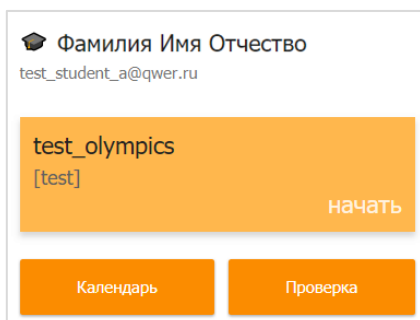 Фамилия Имя Отчество
test_student_a@qwer.ru
test_olympics
[test]
начать
Календарь Проверка